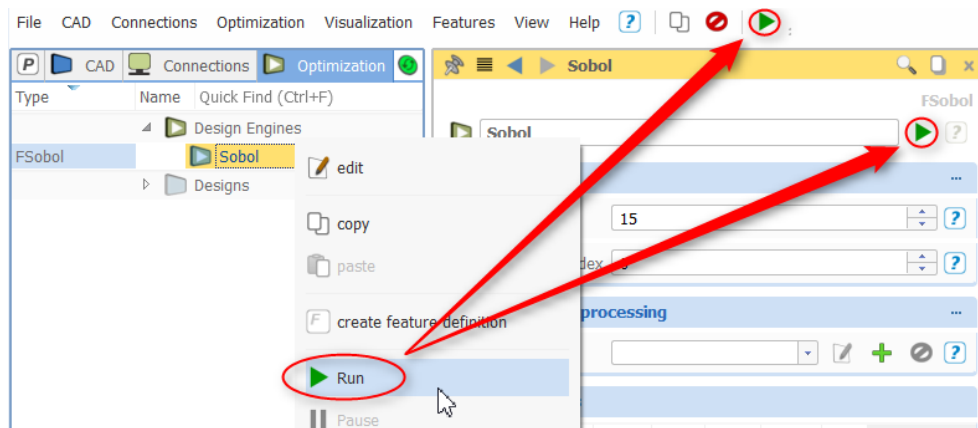 File CAD Connections Optimization Visualization Features View Help ?
P CAD Connections Optimization Sobol
Type Name Quick Find (Ctrl+F) FSobol
Design Engines Sobol ?
FSobol Sobol
Designs
edit
copy
paste
F create feature definition
Run
Pause
...
15 ?
dex ?
processing ...
?